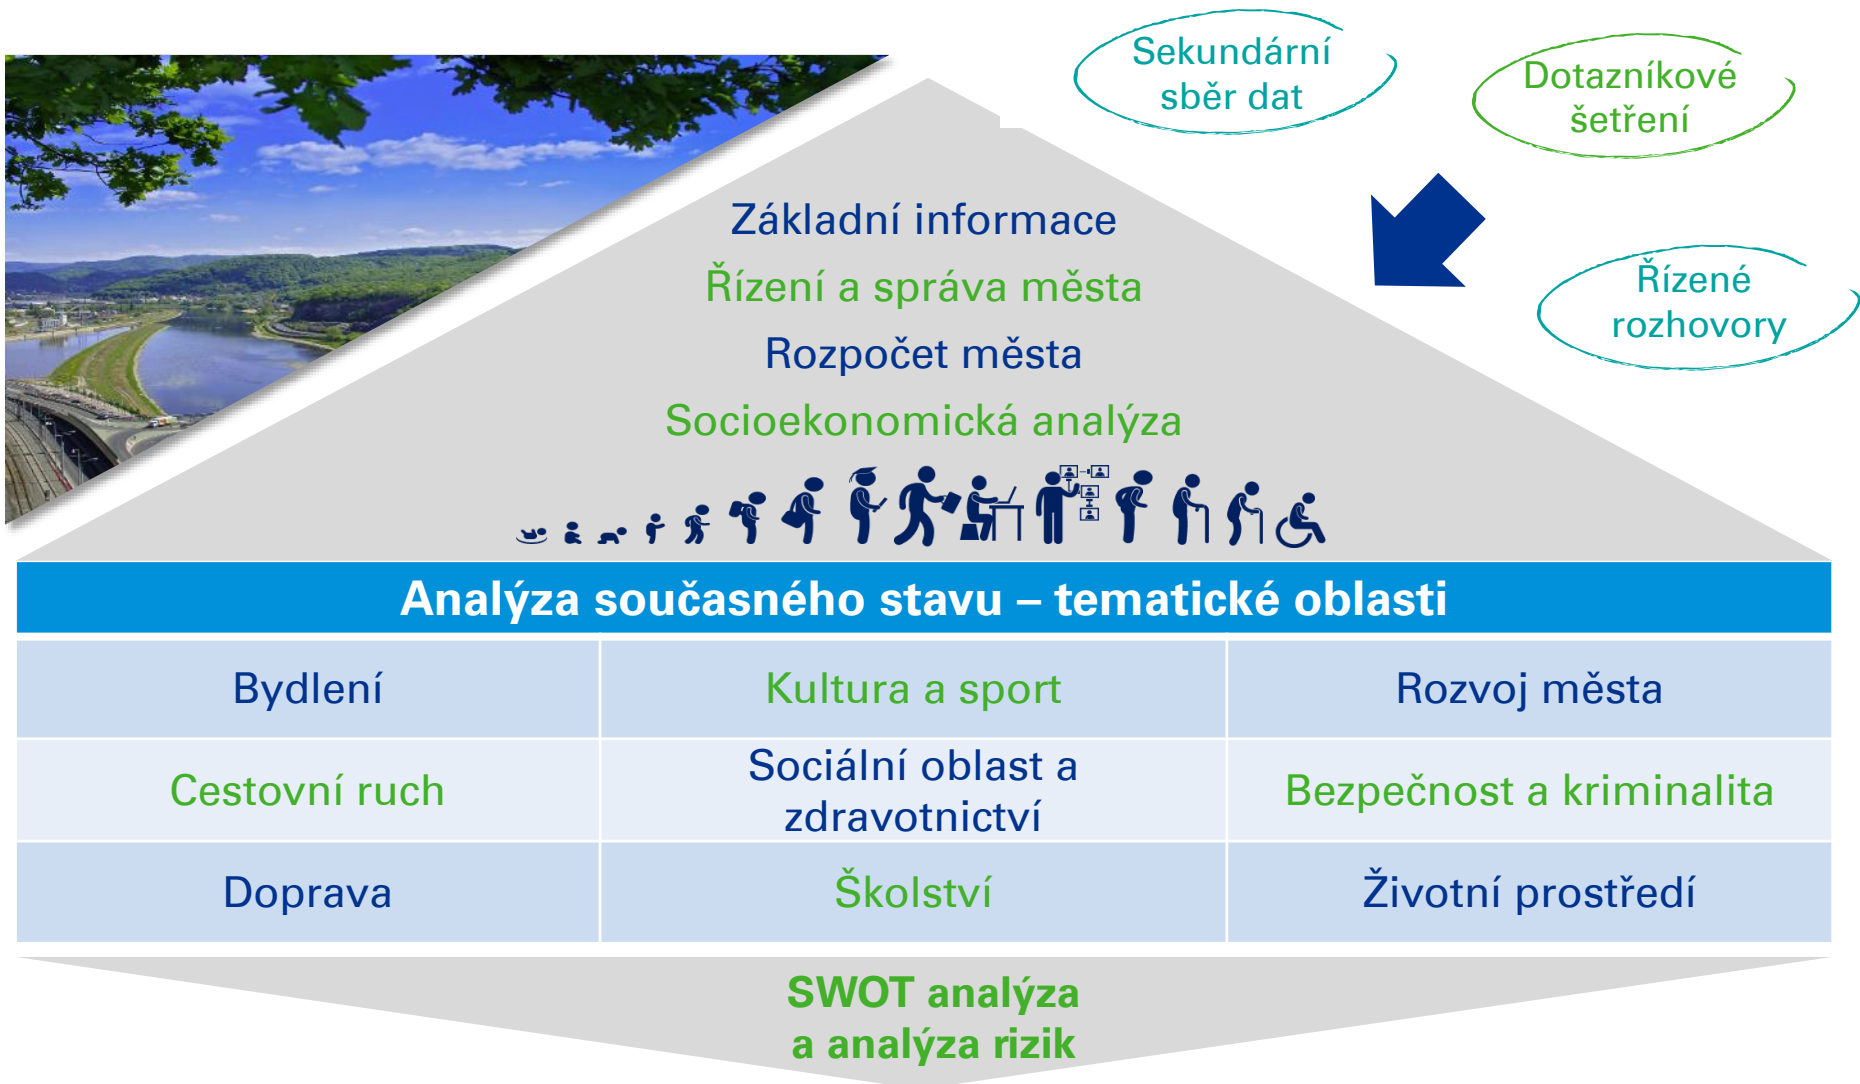 Sekundární
sběr dat
Dotazníkové
šetření
Řízené
rozhovory
Základní informace
Řízení a správa města
Rozpočet města
Socioekonomická analýza
Analýza současného stavu – tematické oblasti
Bydlení
Kultura a sport
Rozvoj města
Cestovní ruch
Sociální oblast a
zdravotnictví
Bezpečnost a kriminalita
Doprava
Školství
Životní prostředí
SWOT analýza
a analýza rizik